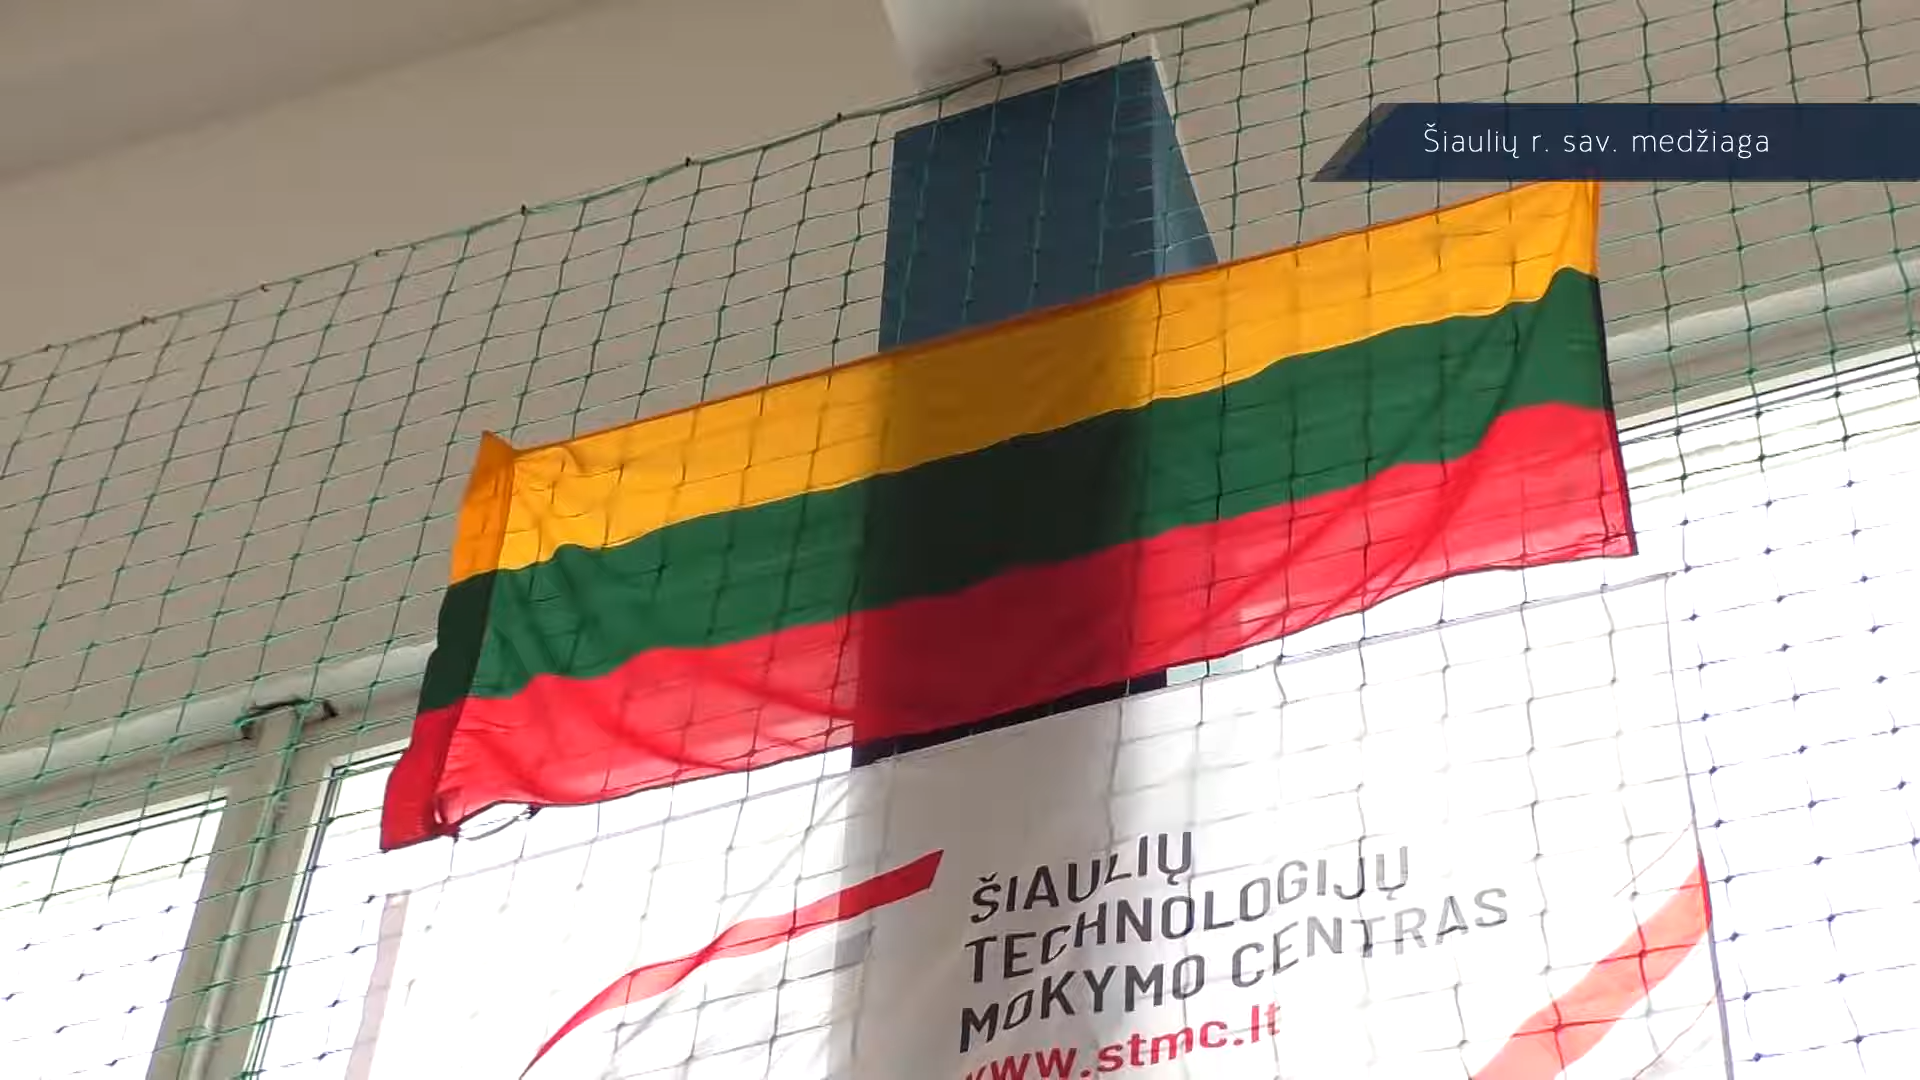 Šiaulių r. sav. medžiaga
ŠIAULIŲ
TECHNOLOGIJŲ
MOKYMO CENTRAS
www.stmc.lt